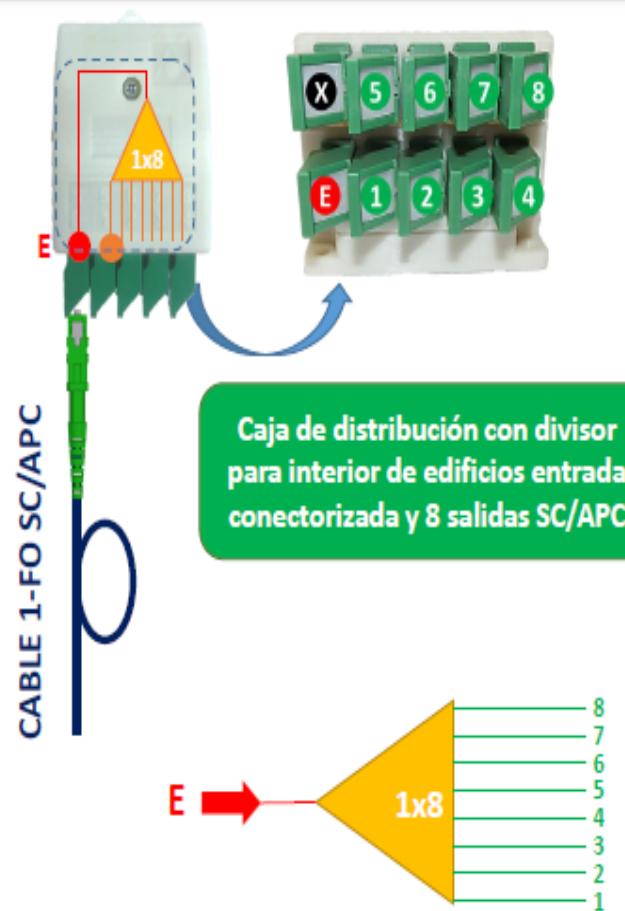 X 5 6 7 8
1x8
E 1 2 3 4
E
Caja de distribución con divisor
para interior de edificios entrada
conectorizada y 8 salidas SC/APC
CABLE 1-FO SC/APC
8
7
6
E
1x8
5
4
3
2
1